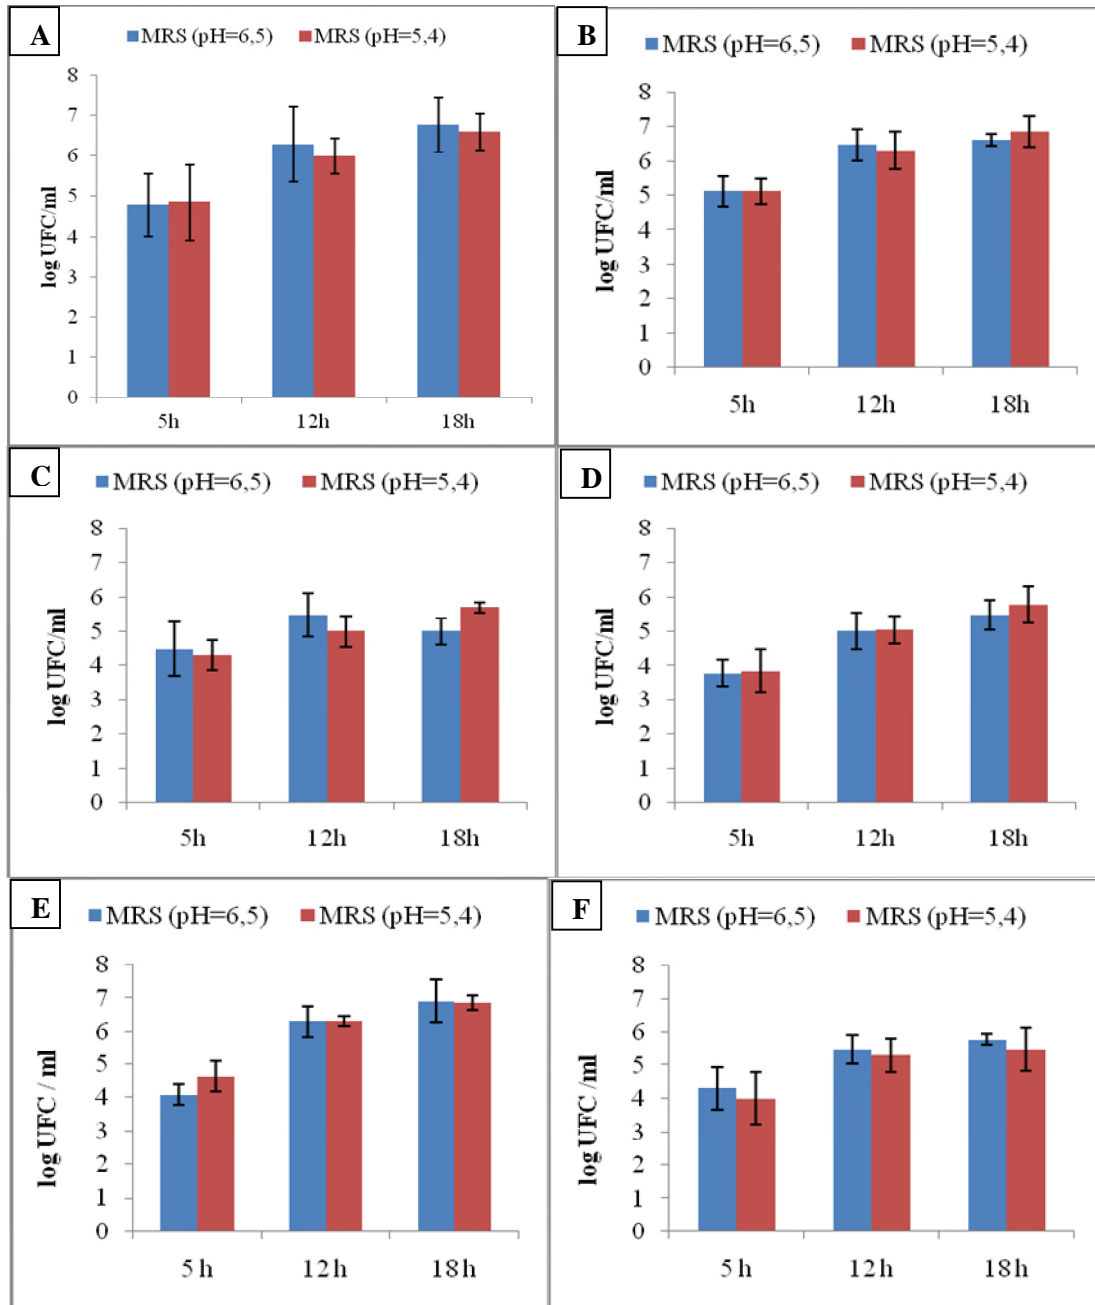 A
MRS (pH=6,5) MRS (pH=5,4)
8
7
6
5
4
3
2
1
0
log UFC/ml
5h 12h 18h
B
MRS (pH=6,5) MRS (pH=5,4)
8
7
6
5
4
3
2
1
0
log UFC/ml
5h 12h 18h
C
MRS (pH=6,5) MRS (pH=5,4)
8
7
6
5
4
3
2
1
0
log UFC/ml
5h 12h 18h
D
MRS (pH=6,5) MRS (pH=5,4)
8
7
6
5
4
3
2
1
0
log UFC/ml
5h 12h 18h
E
MRS (pH=6,5) MRS (pH=5,4)
8
7
6
5
4
3
2
1
0
log UFC / ml
5 h 12 h 18 h
F
MRS (pH=6,5) MRS (pH=5,4)
8
7
6
5
4
3
2
1
0
log UFC /ml
5 h 12 h 18 h